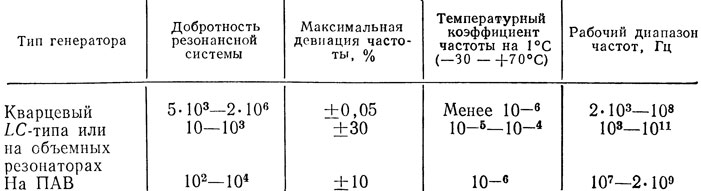 Тип генератора | Добротность резонансной системы | Максимальная девиация часто-ты, % | Температурный коэффициент частоты на 1°С (−30 — +70°С) | Рабочий диапазон частот, Гц
Кварцевый | 5·10³—2·10⁶ | ±0,05 | Менее 10—⁶ | 2·10³—10⁸
LC-типа или | 10—10³ | ±30 | 10—⁵—10—⁴ | 10³—10¹¹
на объемных
резонаторах
На ПАВ | 10²—10⁴ | ±10 | 10—⁶ | 10⁷—2·10⁹